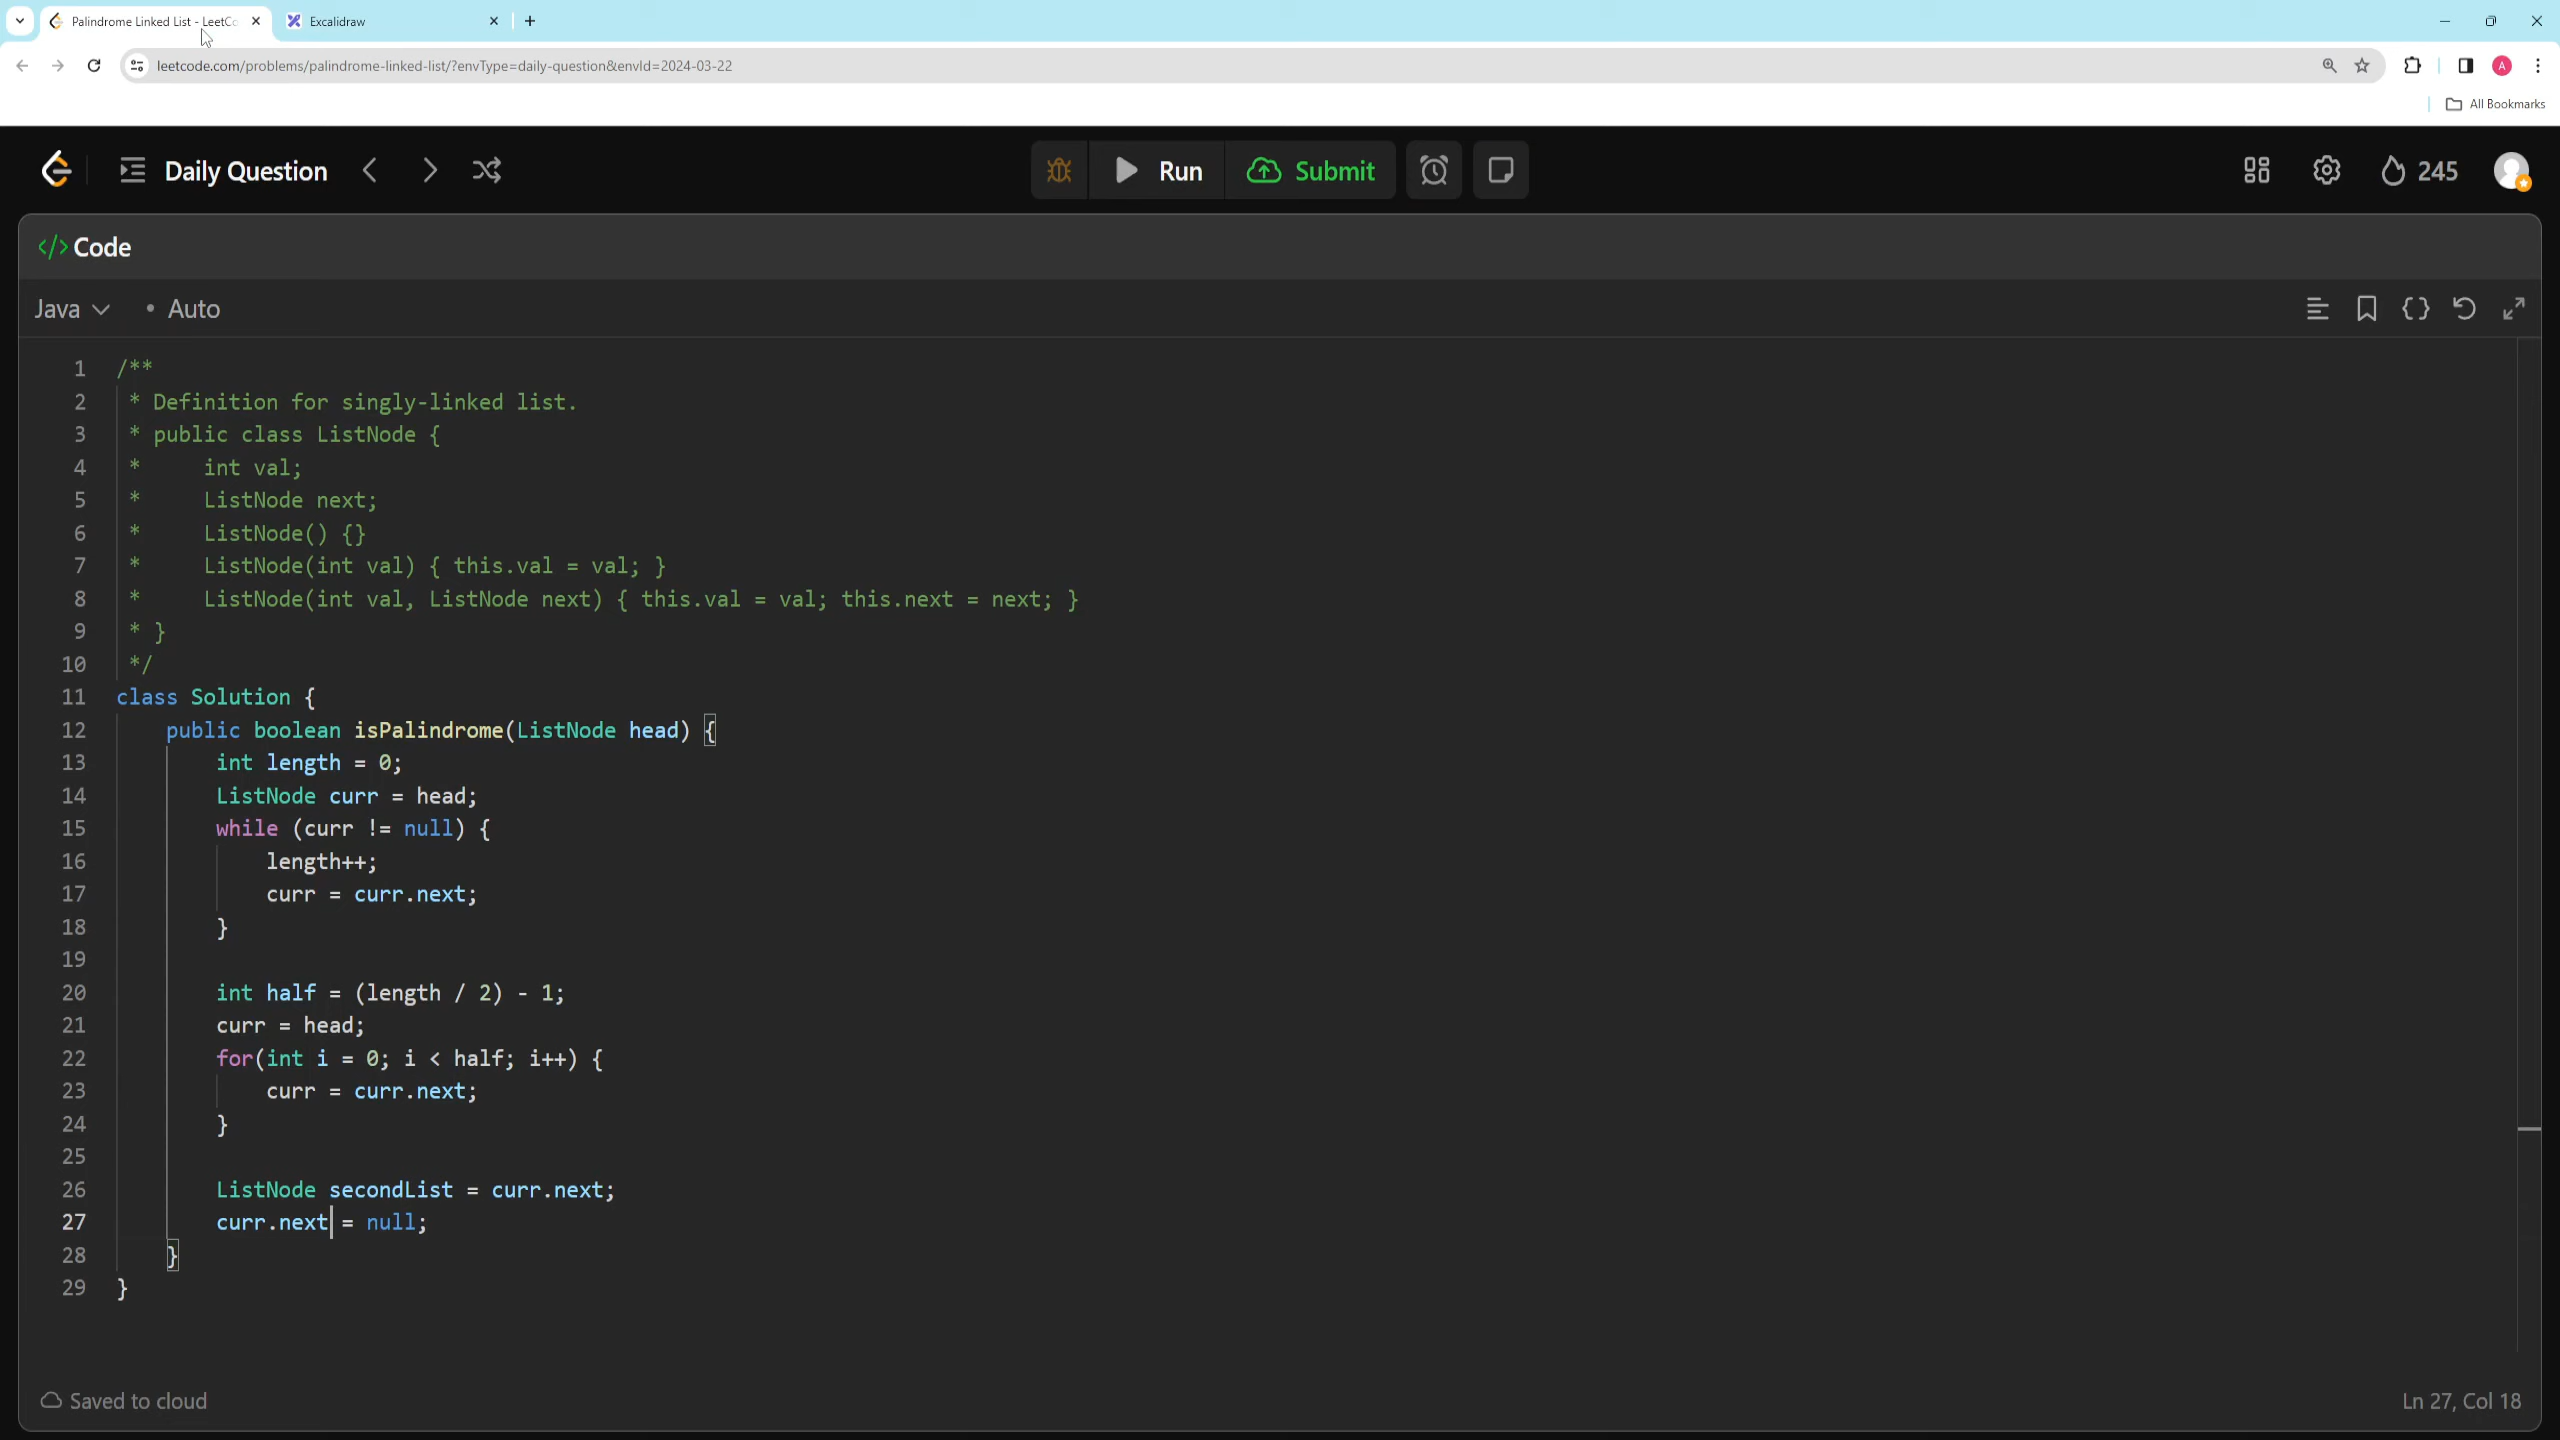 Palindrome Linked List - LeetCo
Excalidraw
leetcode.com/problems/palindrome-linked-list/?envType=daily-question&envId=2024-03-22
A
All Bookmarks
Daily Question
Run
Submit
245
</> Code
Java
• Auto
1 /**
2 * Definition for singly-linked list.
3 * public class ListNode {
4 *     int val;
5 *     ListNode next;
6 *     ListNode() {}
7 *     ListNode(int val) { this.val = val; }
8 *     ListNode(int val, ListNode next) { this.val = val; this.next = next; }
9 * }
10 */
11 class Solution {
12     public boolean isPalindrome(ListNode head) {
13         int length = 0;
14         ListNode curr = head;
15         while (curr != null) {
16             length++;
17             curr = curr.next;
18         }
19
20         int half = (length / 2) - 1;
21         curr = head;
22         for(int i = 0; i < half; i++) {
23             curr = curr.next;
24         }
25
26         ListNode secondList = curr.next;
27         curr.next = null;
28     }
29 }
Saved to cloud
Ln 27, Col 18